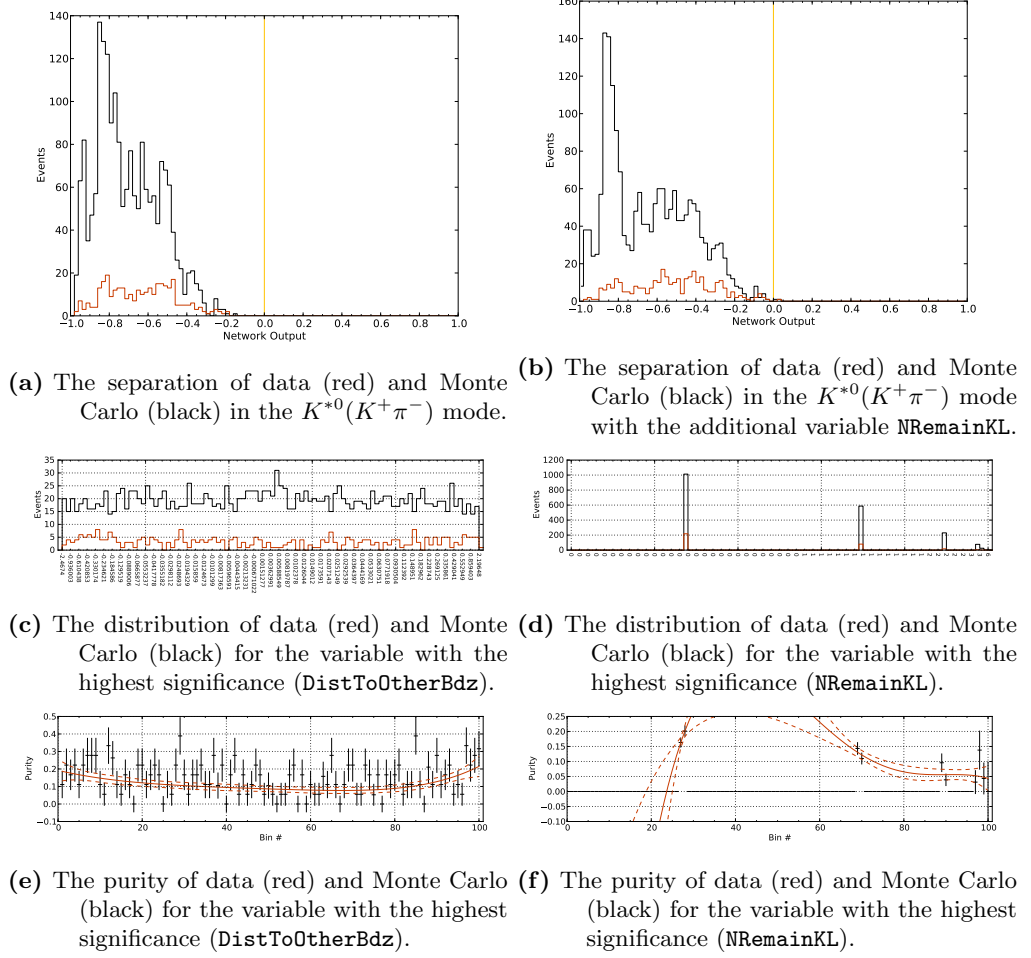 140
120
100
80
60
40
20
0
Events
−1.0 −0.8 −0.6 −0.4 −0.2 0.0 0.2 0.4 0.6 0.8 1.0
Network Output
160
140
120
100
80
60
40
20
0
Events
−1.0 −0.8 −0.6 −0.4 −0.2 0.0 0.2 0.4 0.6 0.8 1.0
Network Output
(a) The separation of data (red) and Monte
Carlo (black) in the K*0(K+π−) mode.
(b) The separation of data (red) and Monte
Carlo (black) in the K*0(K+π−) mode
with the additional variable NRemainKL.
35
30
25
20
15
10
5
0
Events
1200
1000
800
600
400
200
0
Events
(c) The distribution of data (red) and Monte
Carlo (black) for the variable with the
highest significance (DistToOtherBdz).
(d) The distribution of data (red) and Monte
Carlo (black) for the variable with the
highest significance (NRemainKL).
0.5
0.4
0.3
0.2
0.1
0.0
−0.1
Purity
0 20 40 60 80 100
Bin #
0.25
0.20
0.15
0.10
0.05
0.00
−0.05
−0.10
Purity
0 20 40 60 80 100
Bin #
(e) The purity of data (red) and Monte Carlo
(black) for the variable with the highest
significance (DistToOtherBdz).
(f) The purity of data (red) and Monte Carlo
(black) for the variable with the highest
significance (NRemainKL).